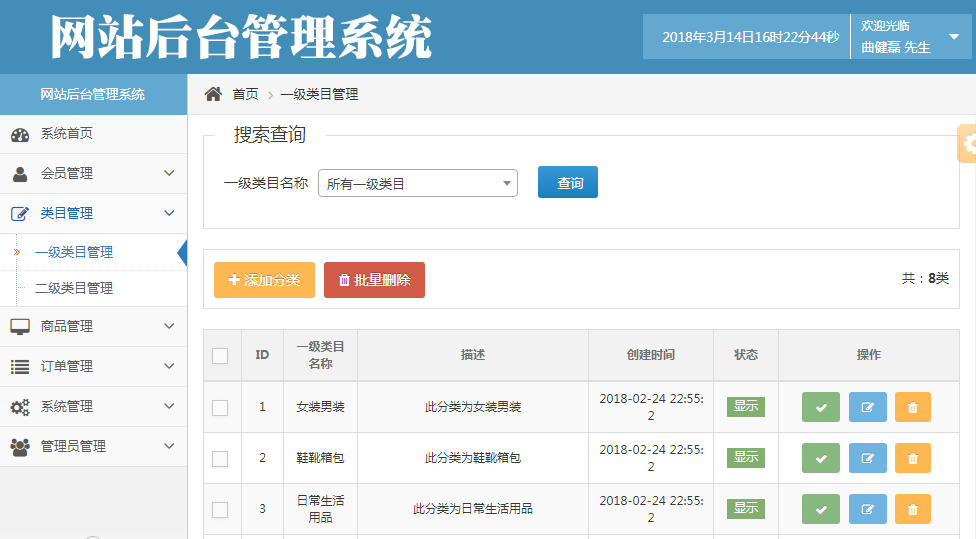 网站后台管理系统
2018年3月14日16时22分44秒
欢迎光临
曲健磊 先生
网站后台管理系统
系统首页
会员管理
类目管理
一级类目管理
二级类目管理
商品管理
订单管理
系统管理
管理员管理
首页 > 一级类目管理
搜索查询
一级类目名称 所有一级类目 查询
添加分类 批量删除 共：8类
ID 一级类目名称 描述 创建时间 状态 操作
1 女装男装 此分类为女装男装 2018-02-24 22:55:2 显示
2 鞋靴箱包 此分类为鞋靴箱包 2018-02-24 22:55:2 显示
3 日常生活用品 此分类为日常生活用品 2018-02-24 22:55:2 显示